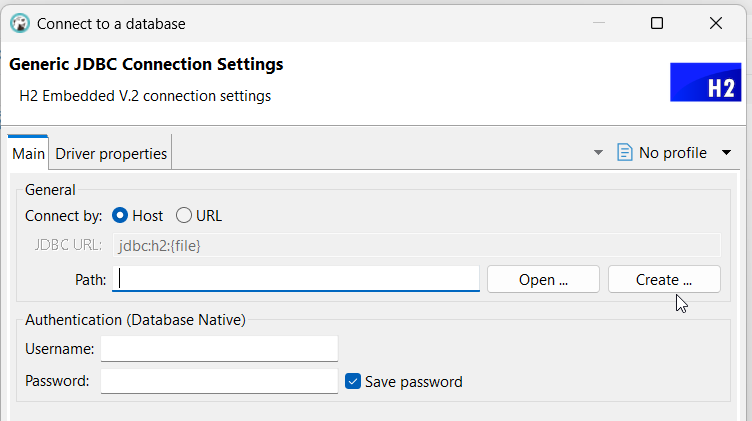 Connect to a database
Generic JDBC Connection Settings
H2 Embedded V.2 connection settings
H2
Main Driver properties No profile
General
Connect by: Host URL
JDBC URL: jdbc:h2:{file}
Path: Open ... Create ...
Authentication (Database Native)
Username:
Password: Save password